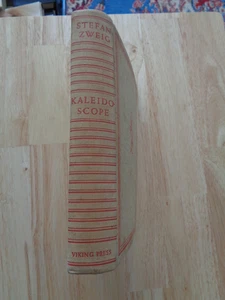 STEFAN
ZWEIG
KALEIDO
SCOPE
VIKING PRESS